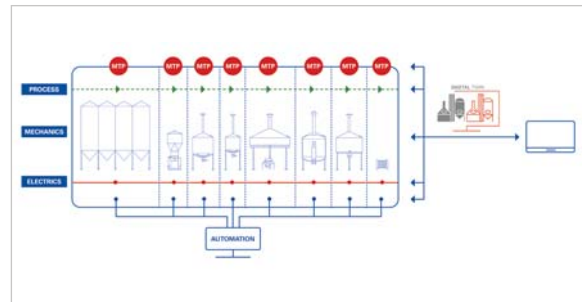 MTP MTP MTP MTP MTP MTP MTP MTP
PROCESS
DIGITAL TWIN
MECHANICS
ELECTRICS
AUTOMATION